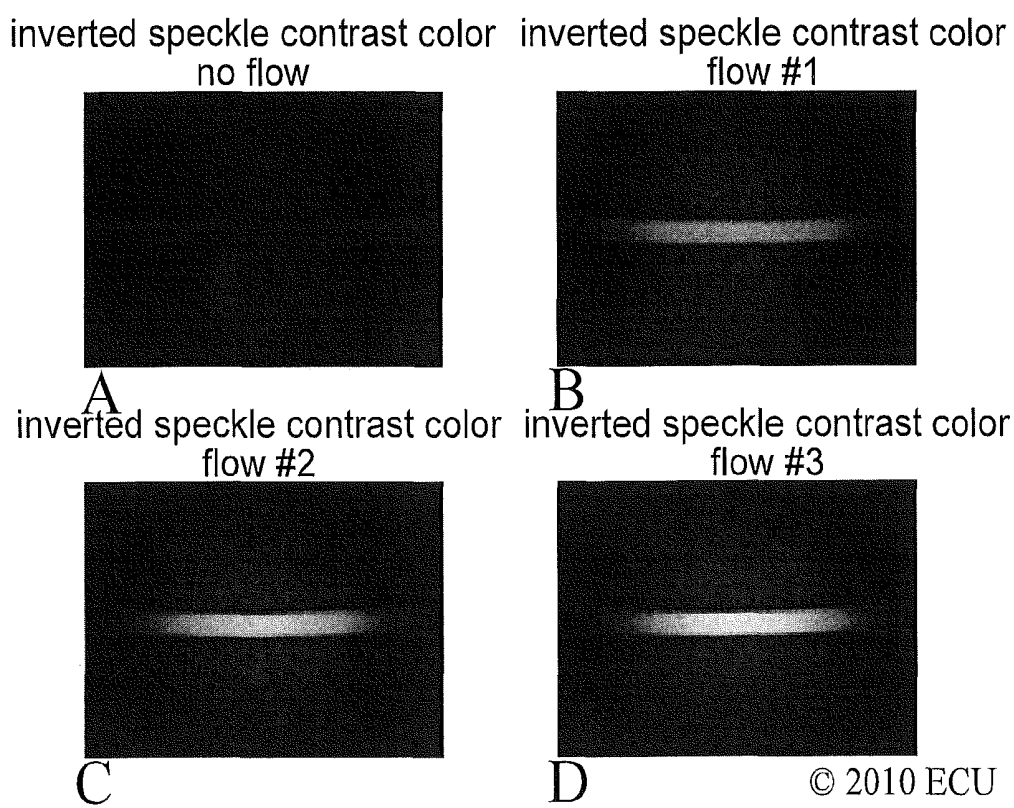 inverted speckle contrast color
no flow
A
inverted speckle contrast color
flow #1
B
inverted speckle contrast color
flow #2
C
inverted speckle contrast color
flow #3
D
© 2010 ECU